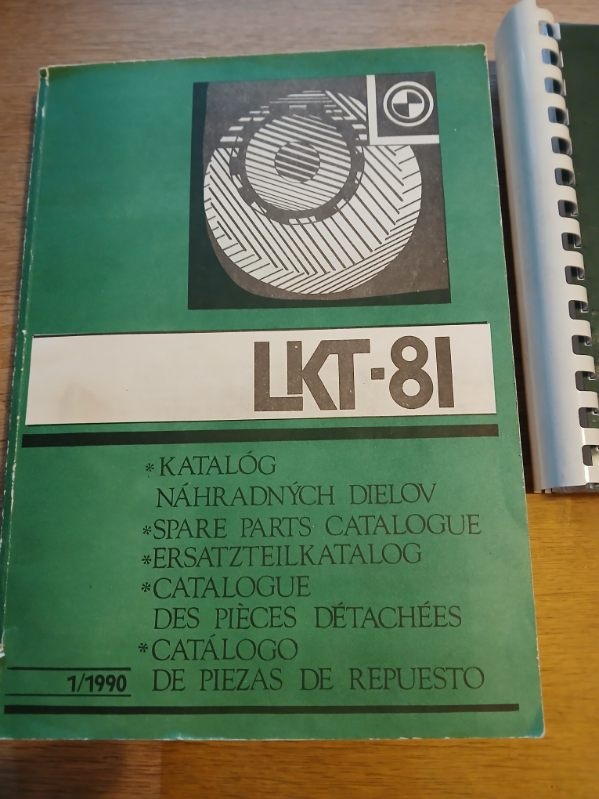 LKT-81
*KATALÓG
NÁHRADNÝCH DIELOV
*SPARE PARTS CATALOGUE
*ERSATZTEILKATALOG
*CATALOGUE
DES PIÈCES DÉTACHÉES
*CATÁLOGO
DE PIEZAS DE REPUESTO
1/1990